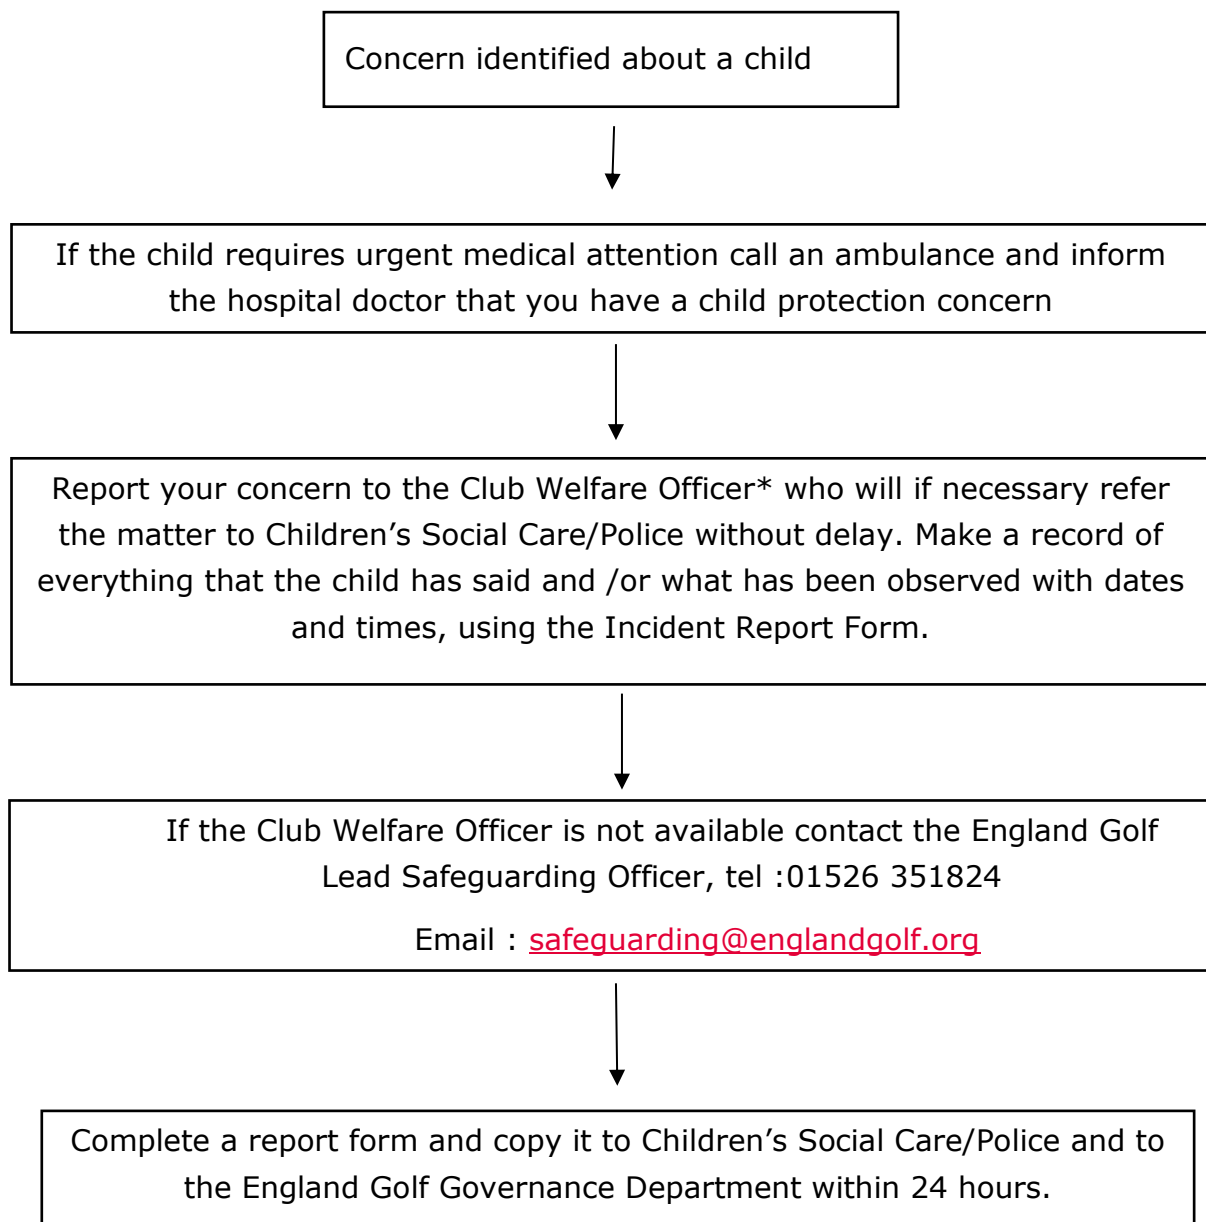 Concern identified about a child
If the child requires urgent medical attention call an ambulance and inform
the hospital doctor that you have a child protection concern
Report your concern to the Club Welfare Officer* who will if necessary refer
the matter to Children’s Social Care/Police without delay. Make a record of
everything that the child has said and /or what has been observed with dates
and times, using the Incident Report Form.
If the Club Welfare Officer is not available contact the England Golf
Lead Safeguarding Officer, tel :01526 351824
Email : safeguarding@englandgolf.org
Complete a report form and copy it to Children’s Social Care/Police and to
the England Golf Governance Department within 24 hours.